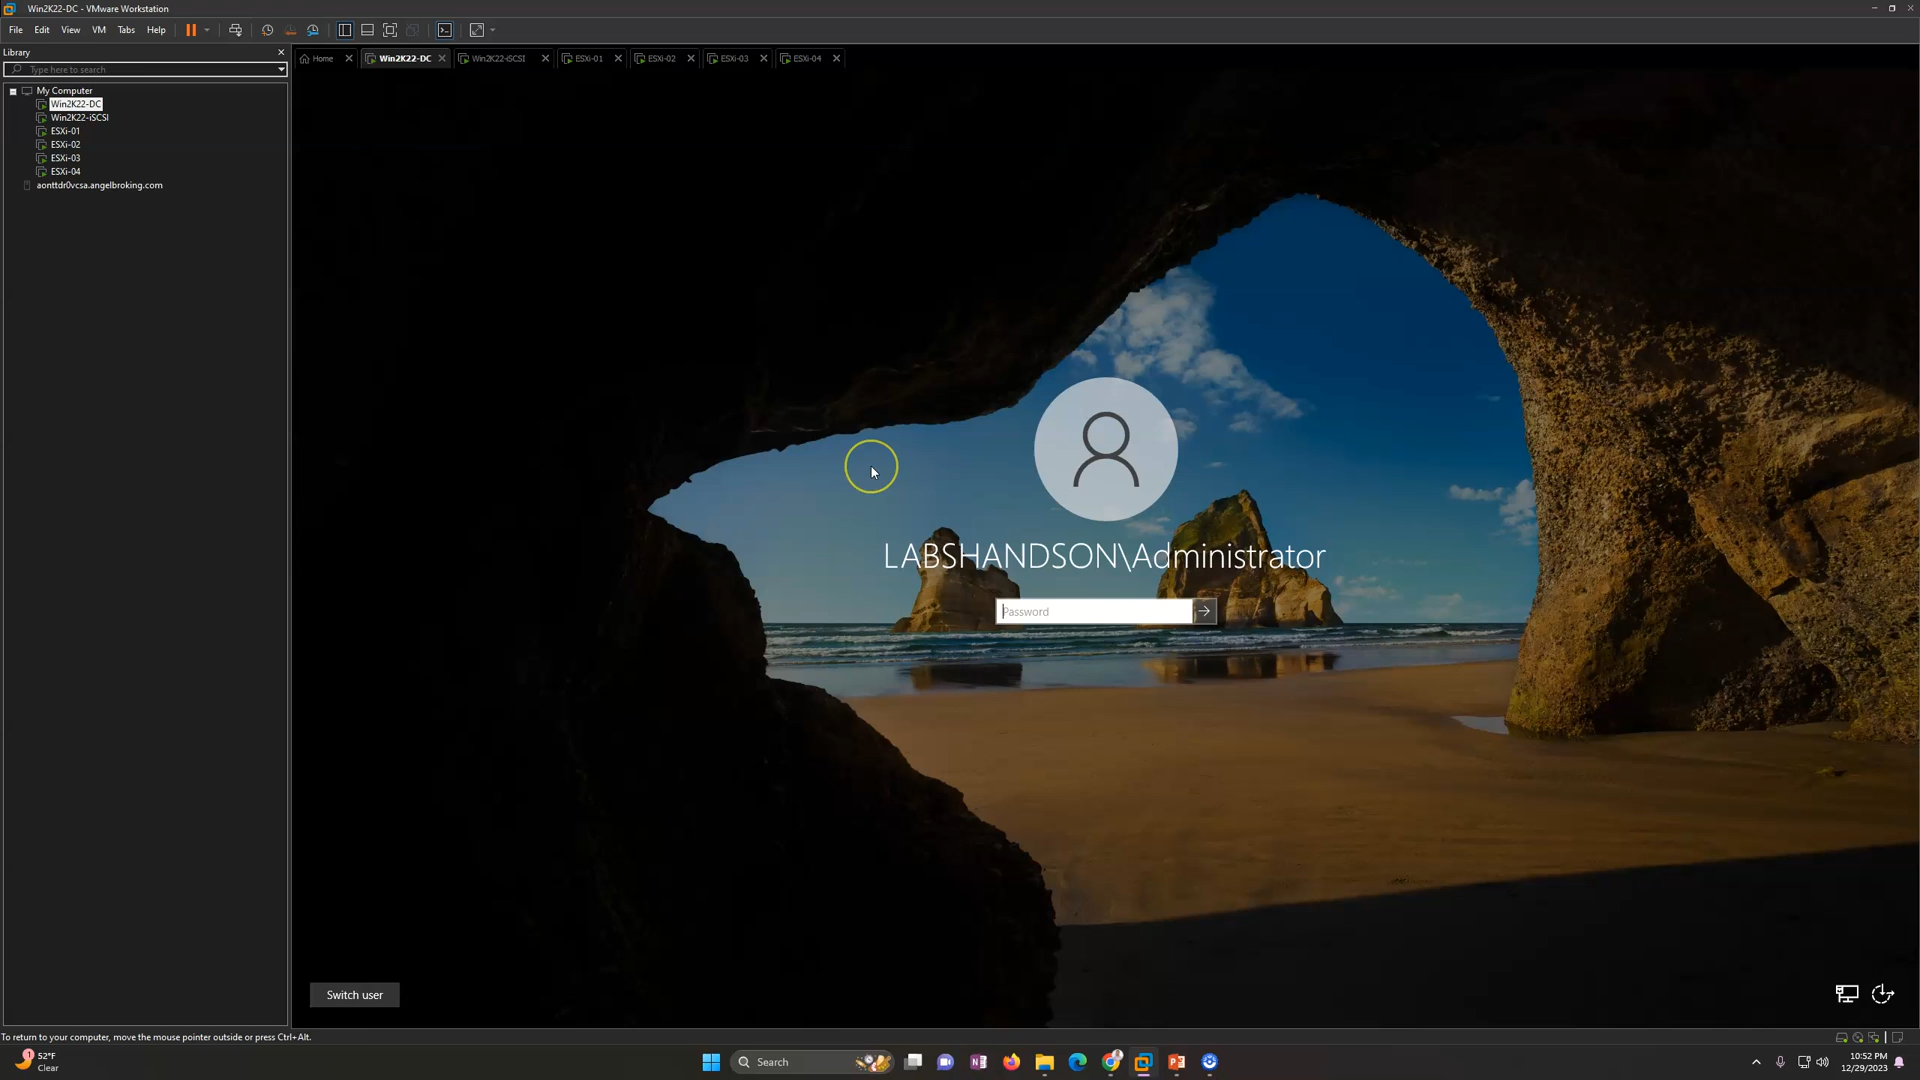 Win2K22-DC - VMware Workstation
File Edit View VM Tabs Help
Library
Type here to search
Home Win2K22-DC Win2K22-iSCSI ESXi-01 ESXi-02 ESXi-03 ESXi-04
My Computer
Win2K22-DC
Win2K22-iSCSI
ESXi-01
ESXi-02
ESXi-03
ESXi-04
aonttdr0vcsa.angelbroking.com
LABSHANDSON\Administrator
Password
Switch user
To return to your computer, move the mouse pointer outside or press Ctrl+Alt.
1
52°F
Clear
Search
10:52 PM
12/29/2023